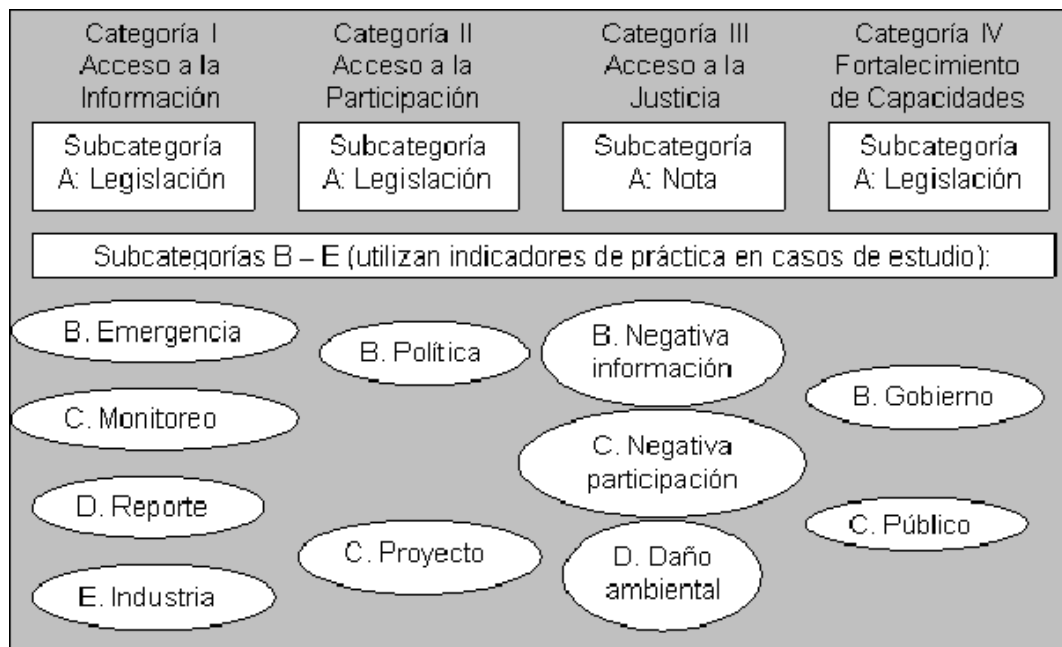 Categoría I
Acceso a la
Información
Categoría II
Acceso a la
Participación
Categoría III
Acceso a la
Justicia
Categoría IV
Fortalecimiento
de Capacidades
Subcategoría
A: Legislación
Subcategoría
A: Legislación
Subcategoría
A: Nota
Subcategoría
A: Legislación
Subcategorías B – E (utilizan indicadores de práctica en casos de estudio):
B. Emergencia
C. Monitoreo
D. Reporte
E. Industria
B. Política
C. Proyecto
B. Negativa
información
C. Negativa
participación
D. Daño
ambiental
B. Gobierno
C. Público